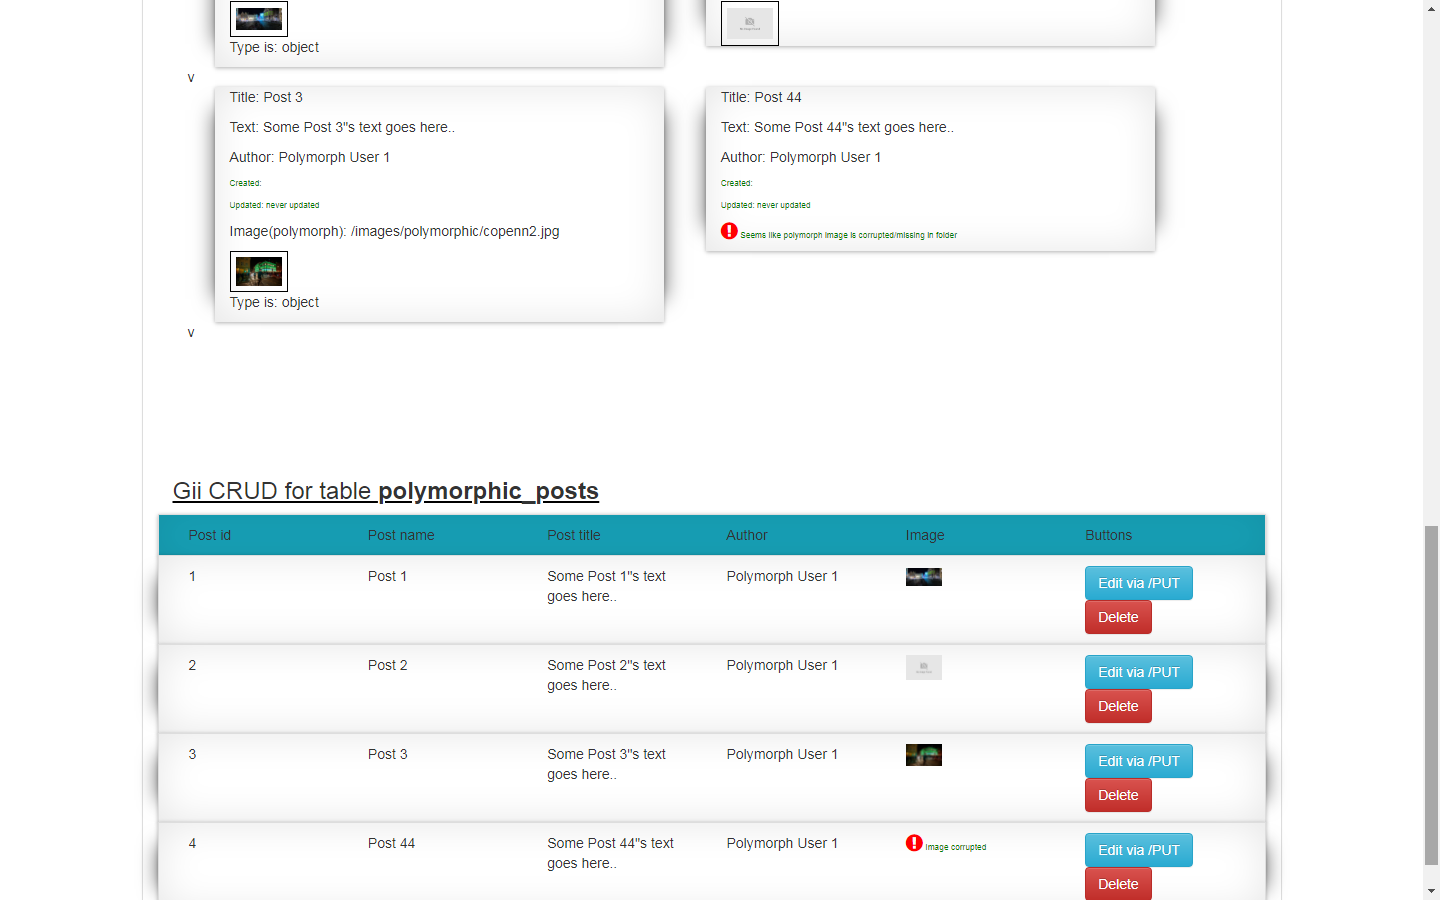 Type is: object
v
Title: Post 3
Text: Some Post 3"s text goes here..
Author: Polymorph User 1
Created:
Updated: never updated
Image(polymorph): /images/polymorphic/copenn2.jpg
Type is: object
Title: Post 44
Text: Some Post 44"s text goes here..
Author: Polymorph User 1
Created:
Updated: never updated
Seems like polymorph image is corrupted/missing in folder
v
Gii CRUD for table polymorphic_posts
Post id Post name Post title Author Image Buttons
1 Post 1 Some Post 1"s text Polymorph User 1 Edit via /PUT
goes here..
Delete
2 Post 2 Some Post 2"s text Polymorph User 1 Edit via /PUT
goes here..
Delete
3 Post 3 Some Post 3"s text Polymorph User 1 Edit via /PUT
goes here..
Delete
4 Post 44 Some Post 44"s text Polymorph User 1 Image corrupted Edit via /PUT
goes here..
Delete